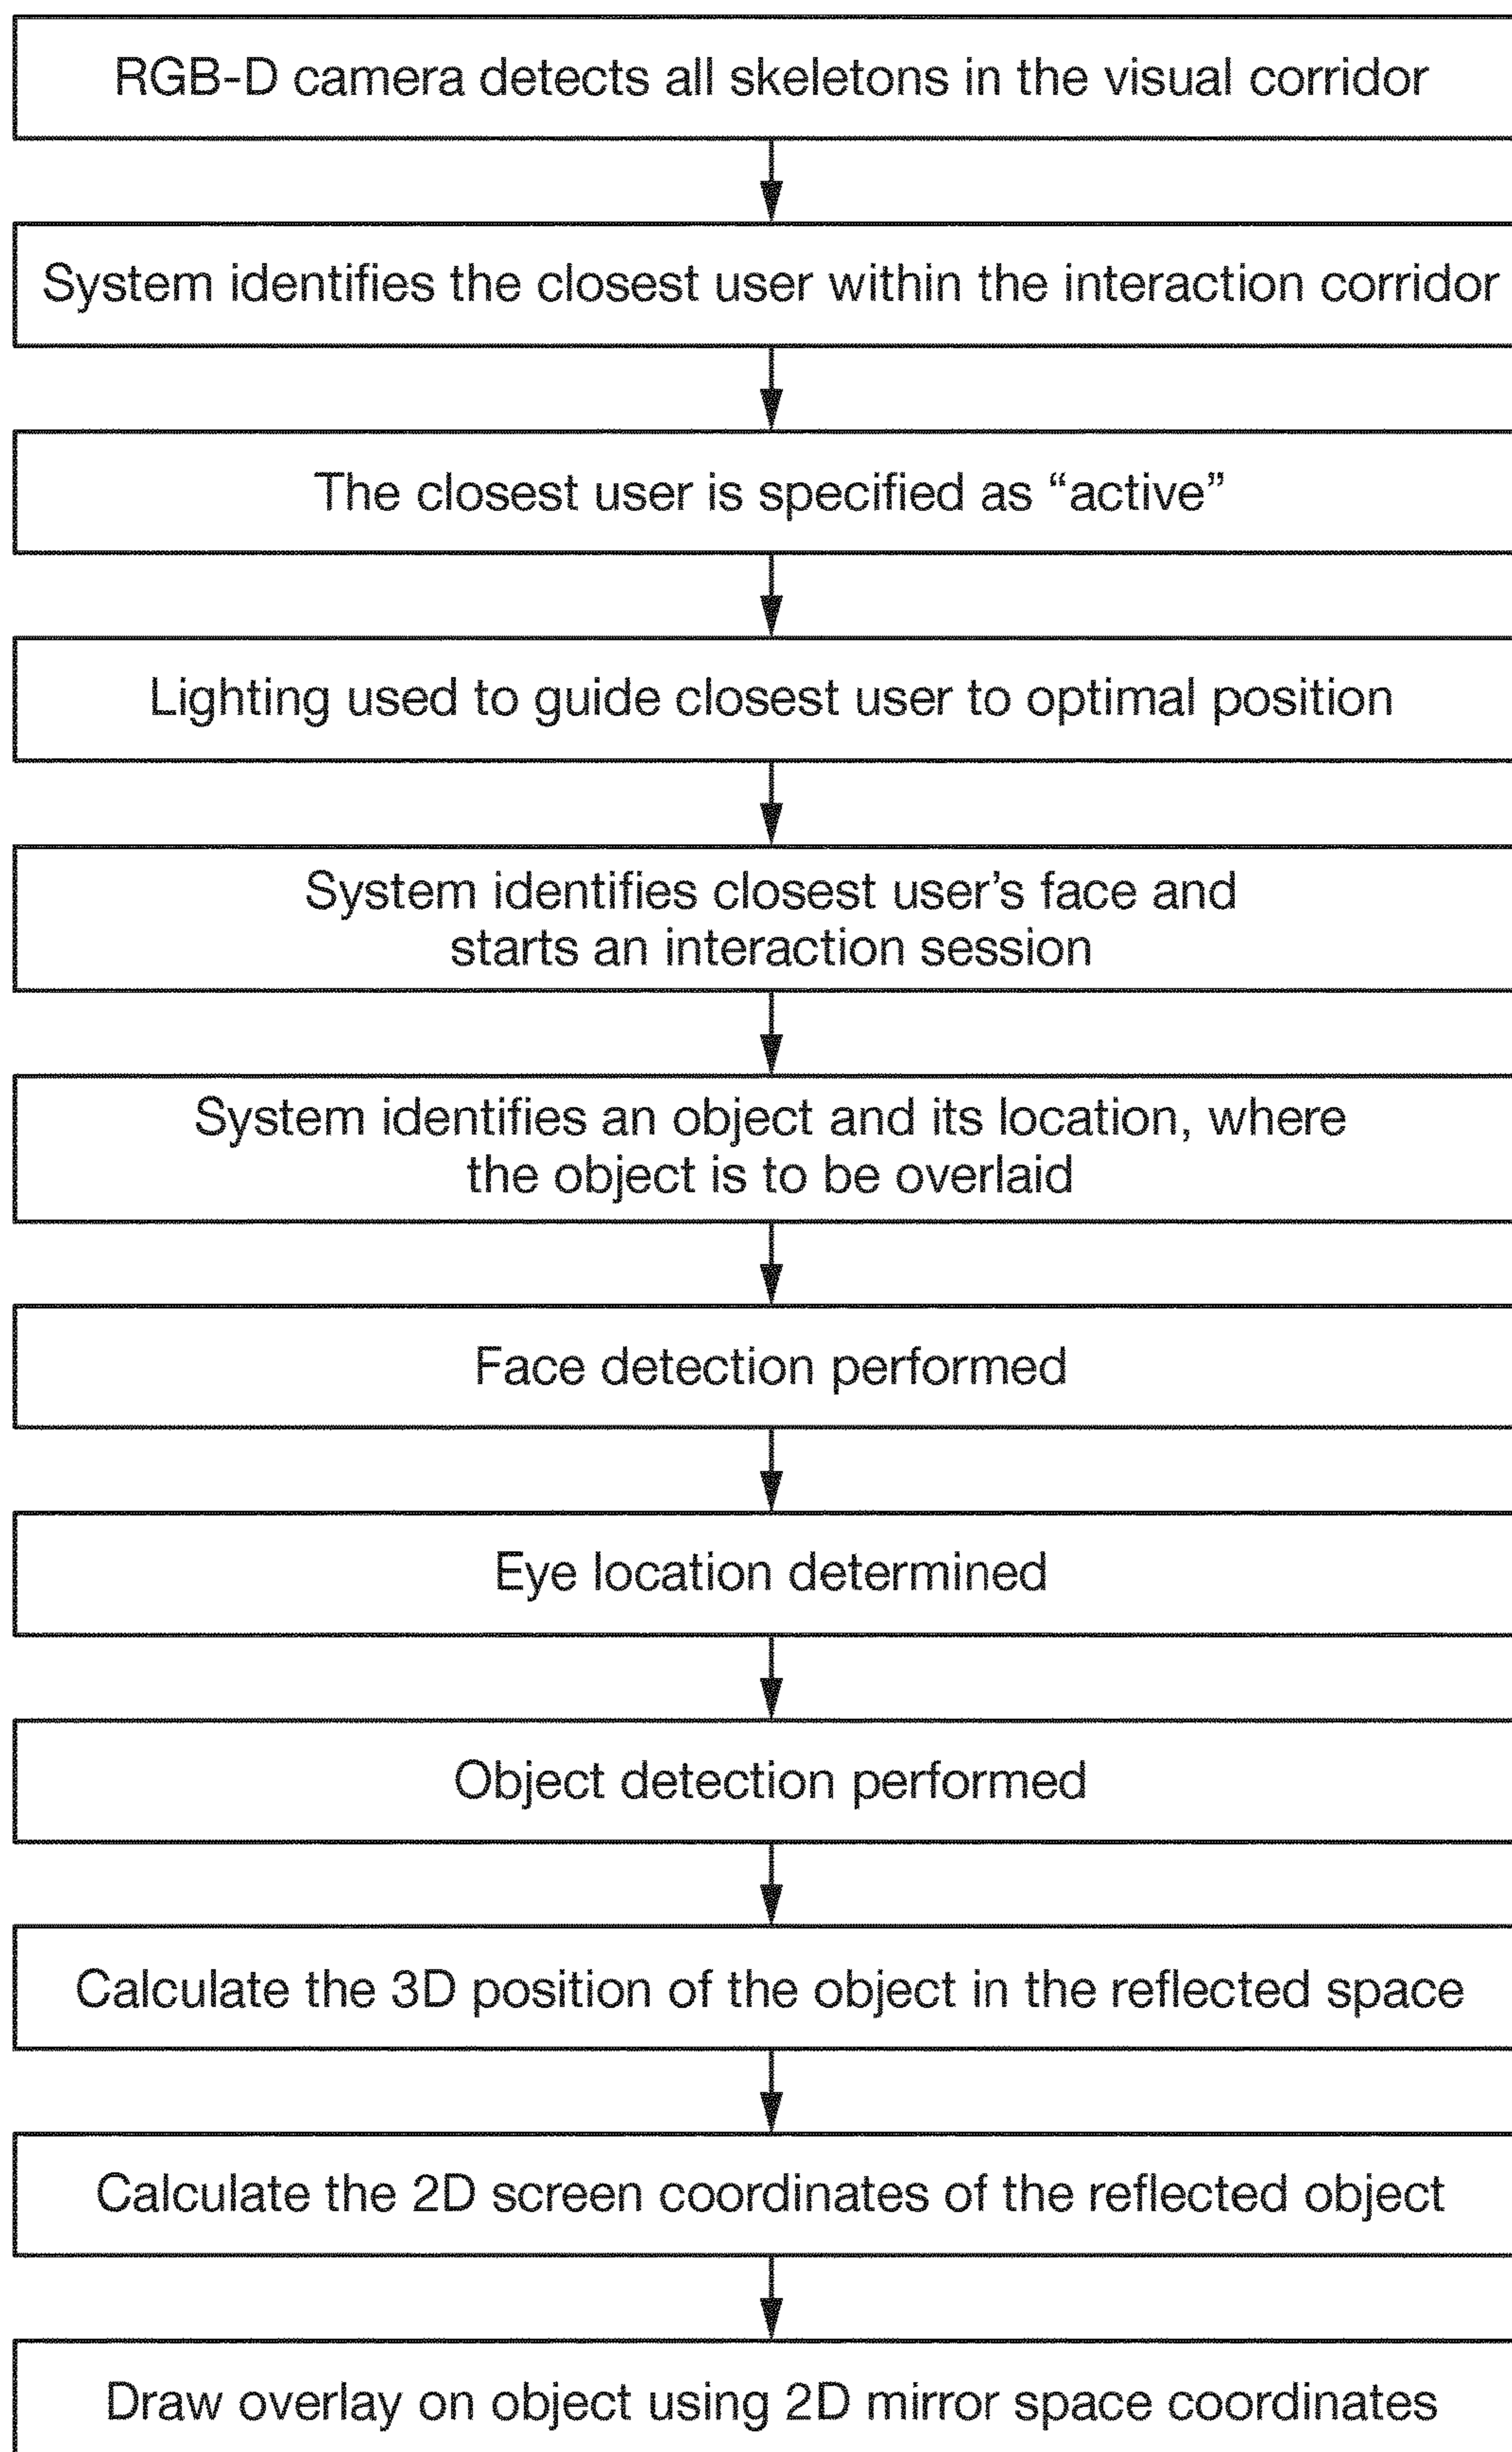 RGB-D camera detects all skeletons in the visual corridor
System identifies the closest user within the interaction corridor
The closest user is specified as “active”
Lighting used to guide closest user to optimal position
System identifies closest user’s face and
starts an interaction session
System identifies an object and its location, where
the object is to be overlaid
Face detection performed
Eye location determined
Object detection performed
Calculate the 3D position of the object in the reflected space
Calculate the 2D screen coordinates of the reflected object
Draw overlay on object using 2D mirror space coordinates